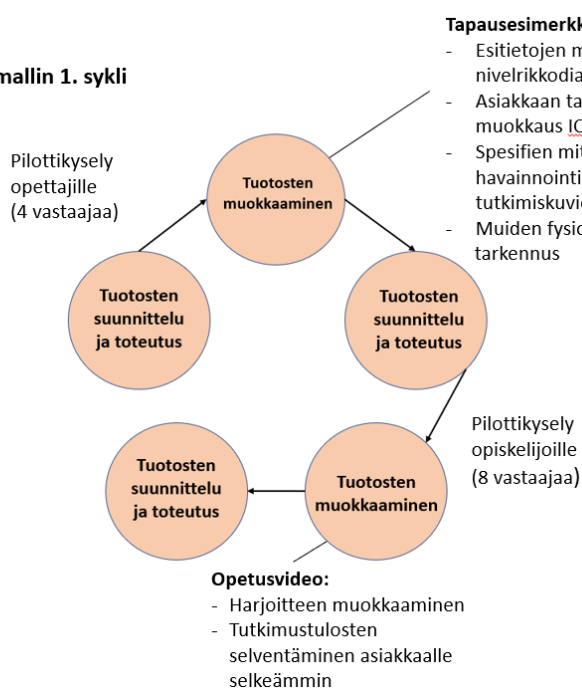 mallin 1. sykli
Tapausesimerkk
- Esitietojen m
nivelrikkodia
- Asiakkaan ta
muokkaus IC
- Spesifien mit
havainnointi
tutkimiskuvi
- Muiden fysio
tarkennus
Pilottikysely
opettajille
(4 vastaajaa)
Tuotosten
muokkaaminen
Tuotosten
suunnittelu
ja toteutus
Tuotosten
suunnittelu
ja toteutus
Pilottikysely
opiskelijoille
(8 vastaajaa)
Tuotosten
muokkaaminen
Tuotosten
suunnittelu
ja toteutus
Opetusvideo:
- Harjoitteen muokkaaminen
- Tutkimustulosten
selventäminen asiakkaalle
selkeämmin